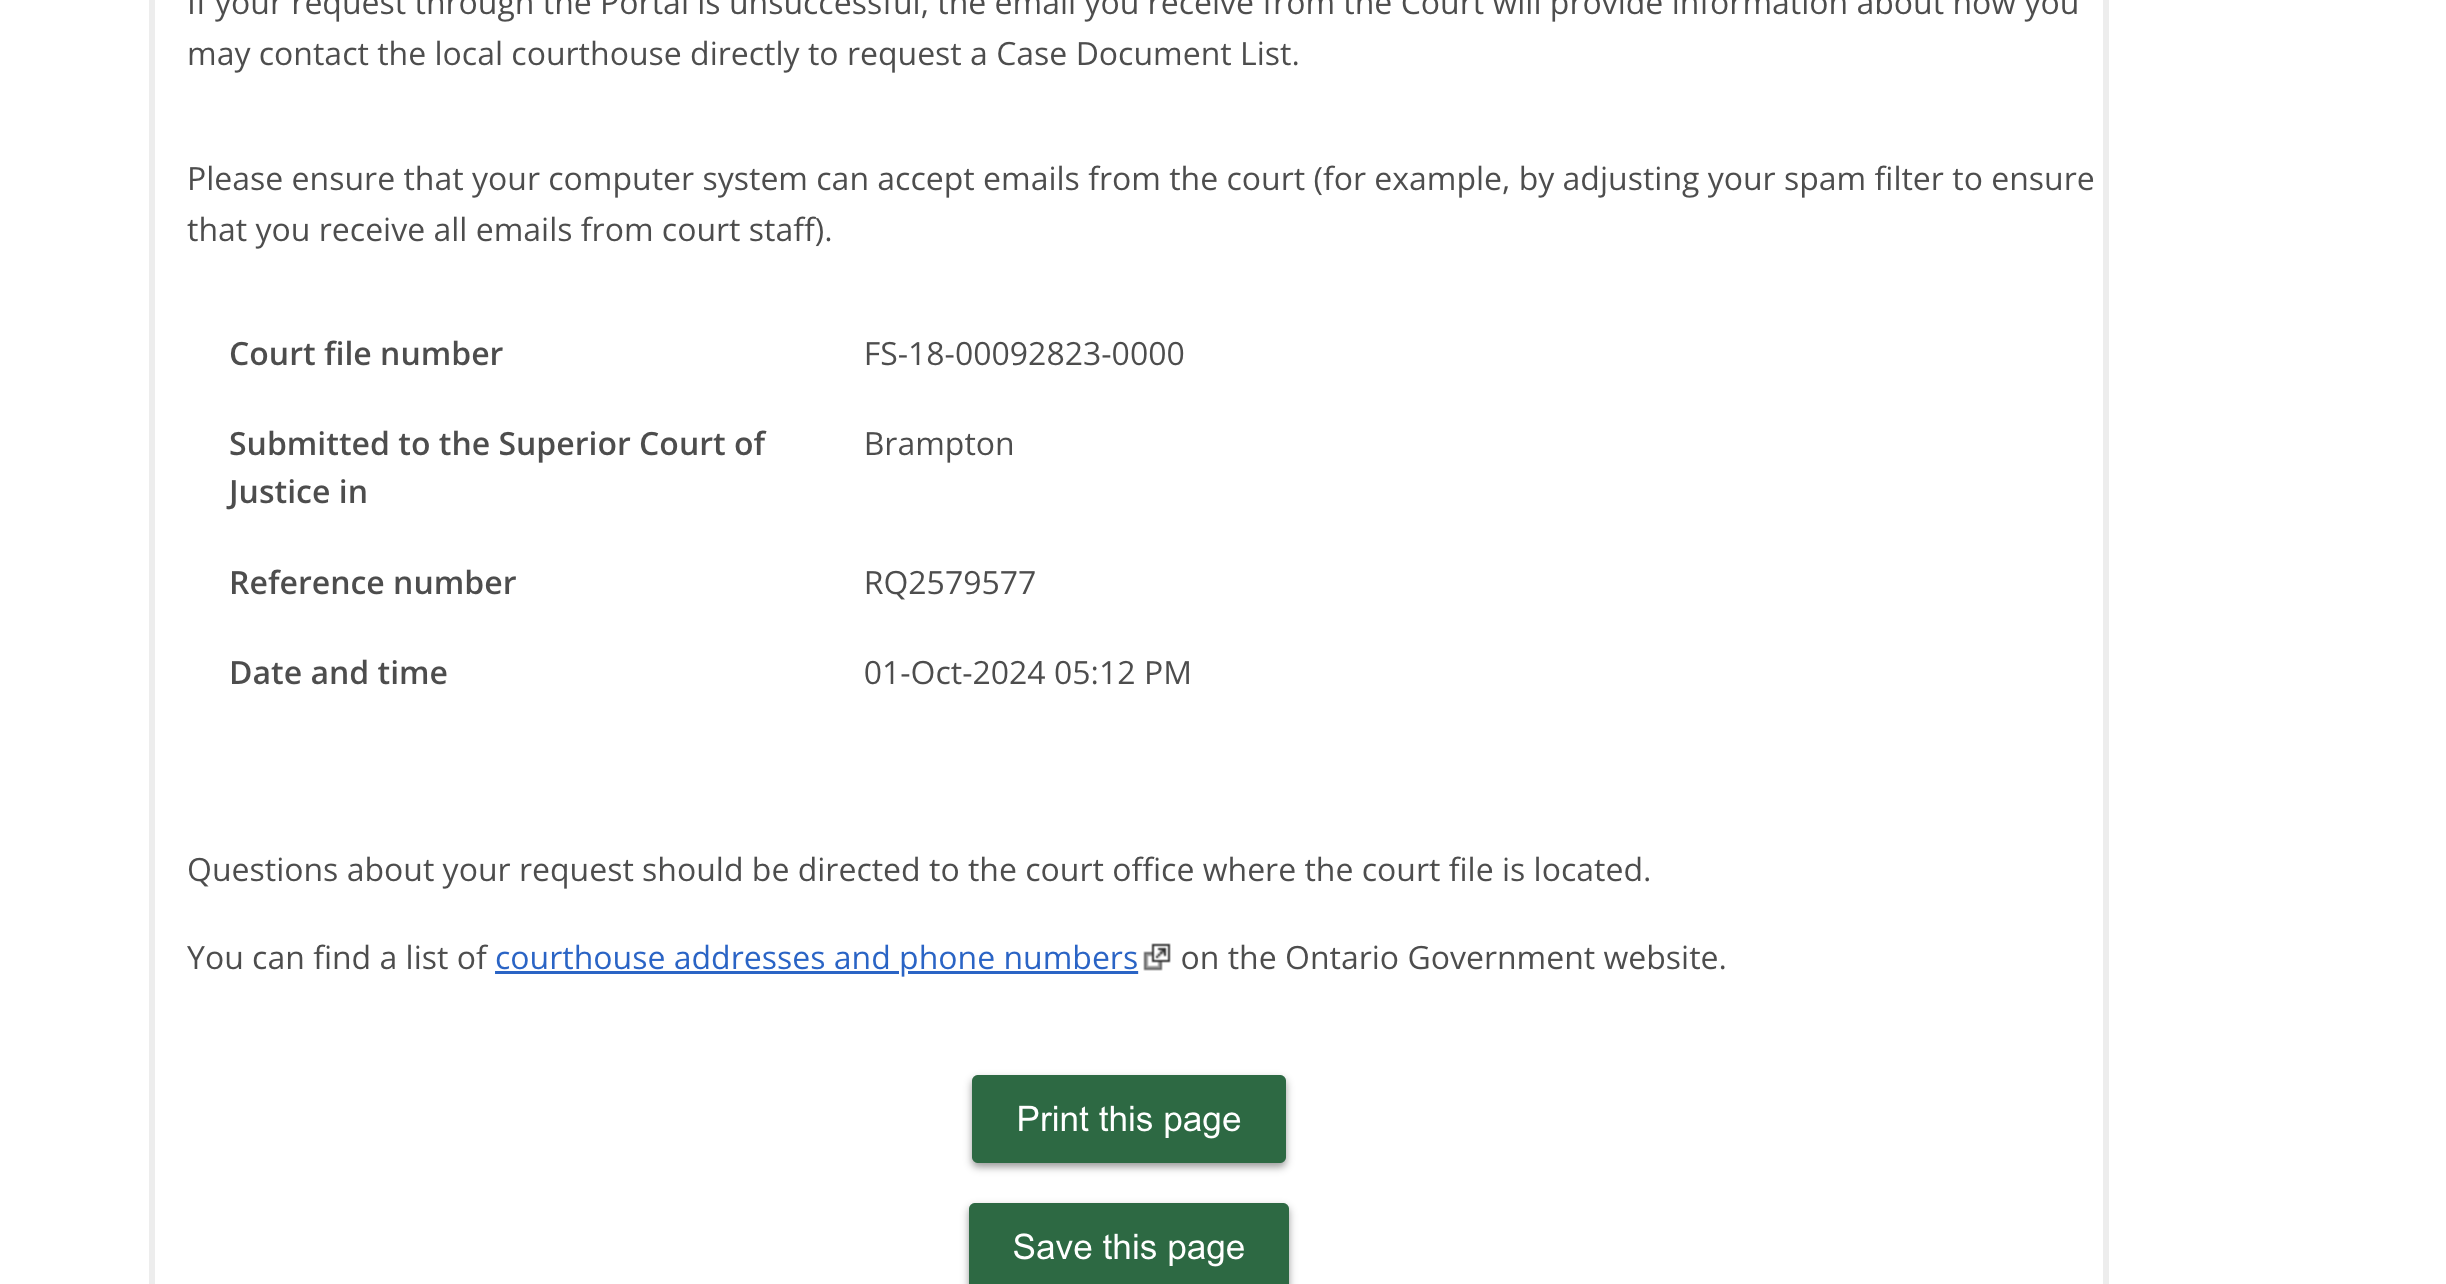 If your request through the Portal is unsuccessful, the email you receive from the Court will provide information about how you
may contact the local courthouse directly to request a Case Document List.
Please ensure that your computer system can accept emails from the court (for example, by adjusting your spam filter to ensure
that you receive all emails from court staff).
Court file number FS-18-00092823-0000
Submitted to the Superior Court of Brampton
Justice in
Reference number RQ2579577
Date and time 01-Oct-2024 05:12 PM
Questions about your request should be directed to the court office where the court file is located.
You can find a list of courthouse addresses and phone numbers on the Ontario Government website.
Print this page
Save this page